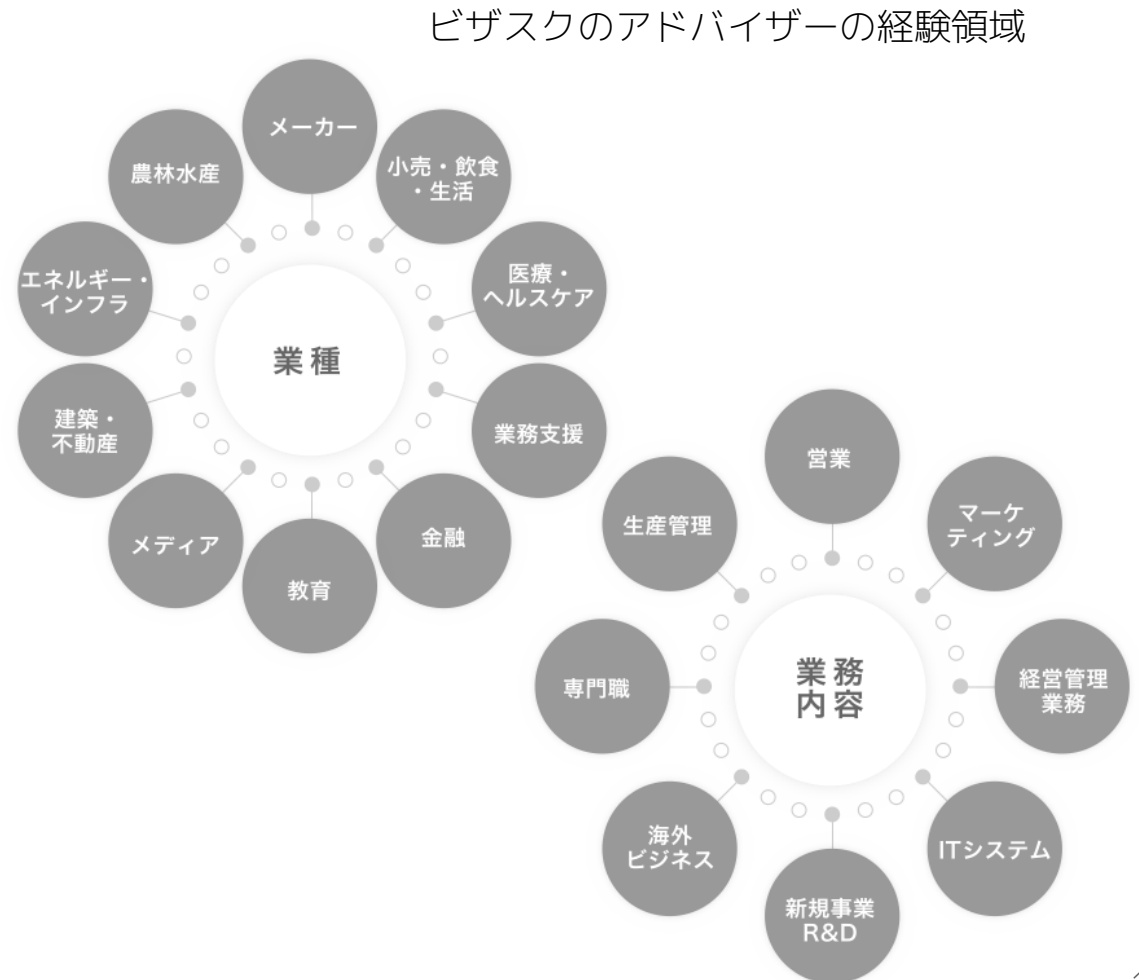 ビザスクのアドバイザーの経験領域
メーカー
小売・飲食
・生活
医療・
ヘルスケア
業務支援
金融
教育
メディア
建築・
不動産
エネルギー・
インフラ
農林水産
業種
営業
マーケ
ティング
経営管理
業務
ITシステム
新規事業
R&D
海外
ビジネス
専門職
生産管理
業務
内容